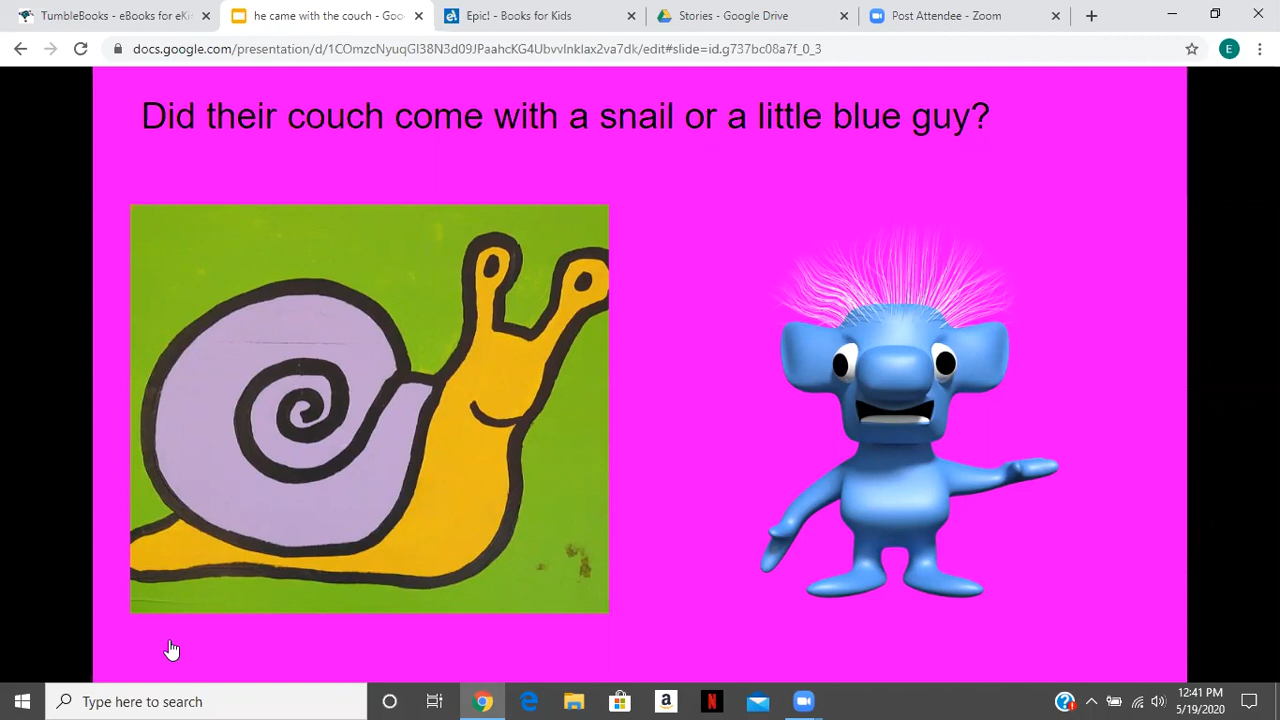 TumbleBooks - eBooks for eK
he came with the couch - Goo
Epic! - Books for Kids
Stories - Google Drive
Post Attendee - Zoom
docs.google.com/presentation/d/1COmzcNyuqGl38N3d09JPaahcKG4UbvvlnkIax2va7dk/edit#slide=id.g737bc08a7f_0_3
E
Did their couch come with a snail or a little blue guy?
Type here to search
12:41 PM
5/19/2020